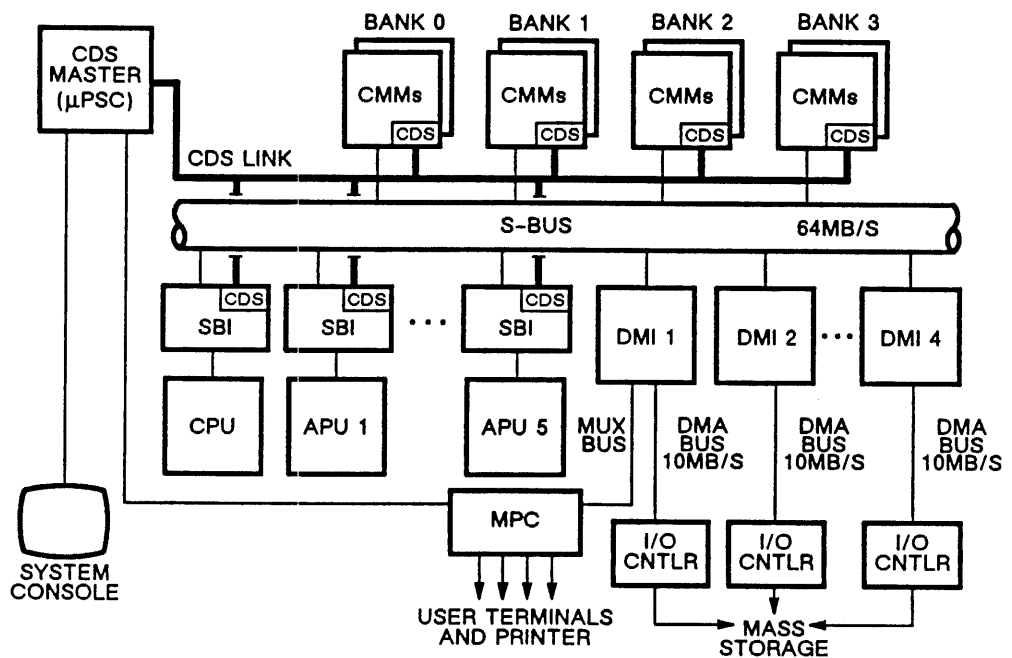 BANK 0
BANK 1
BANK 2
BANK 3
CDS
MASTER
(µPSC)
CMMs
CDS
CMMs
CDS
CMMs
CDS
CMMs
CDS
CDS LINK
S-BUS
64MB/S
CDS
SBI
CDS
SBI
• • •
CDS
SBI
DMI 1
DMI 2
• • •
DMI 4
CPU
APU 1
APU 5
MUX
BUS
DMA
BUS
10MB/S
DMA
BUS
10MB/S
DMA
BUS
10MB/S
MPC
I/O
CNTLR
I/O
CNTLR
I/O
CNTLR
SYSTEM
CONSOLE
USER TERMINALS
AND PRINTER
MASS
STORAGE